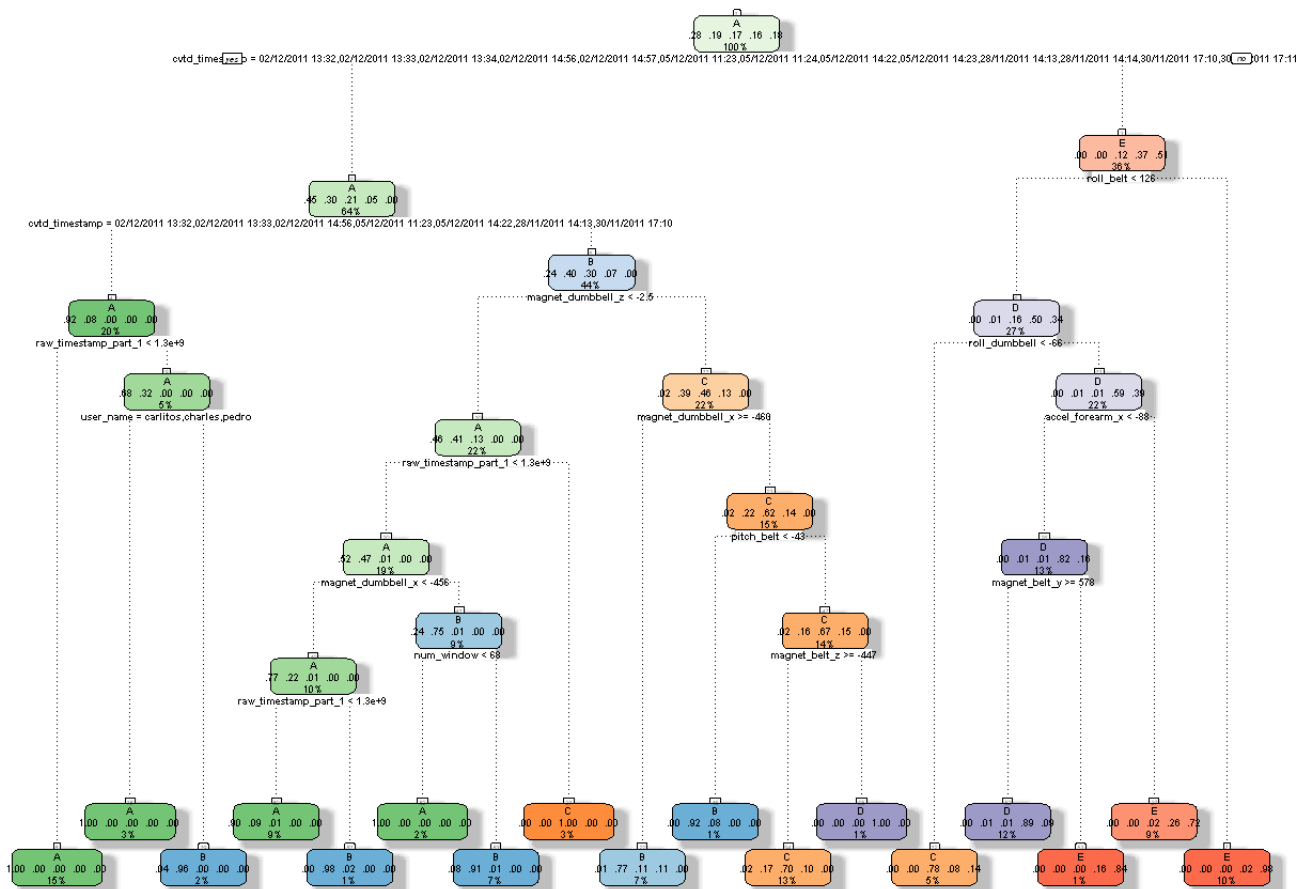 A
.28 .19 .17 .16 .18
100%
yes
cvtd_timestamp = 02/12/2011 13:32,02/12/2011 13:33,02/12/2011 13:34,02/12/2011 14:56,02/12/2011 14:57,05/12/2011 11:23,05/12/2011 11:24,05/12/2011 14:22,05/12/2011 14:23,28/11/2011 14:13,28/11/2011 14:14,30/11/2011 17:10,30/11/2011 17:11
no
E
.00 .00 .12 .37 .51
36%
roll_belt < 126
A
.45 .30 .21 .05 .00
64%
cvtd_timestamp = 02/12/2011 13:32,02/12/2011 13:33,02/12/2011 14:56,05/12/2011 11:23,05/12/2011 14:22,28/11/2011 14:13,30/11/2011 17:10
B
.24 .40 .30 .07 .00
44%
magnet_dumbbell_z < -2.5
A
.92 .08 .00 .00 .00
20%
raw_timestamp_part_1 < 1.3e+9
D
.00 .01 .16 .50 .34
27%
roll_dumbbell < -66
A
.68 .32 .00 .00 .00
5%
user_name = carlitos,charles,pedro
C
.02 .39 .46 .13 .00
22%
magnet_dumbbell_x >= -466
D
.00 .01 .01 .59 .39
22%
accel_forearm_x < -88
A
.46 .41 .13 .00 .00
22%
raw_timestamp_part_1 < 1.3e+9
C
.02 .22 .62 .14 .00
15%
pitch_belt < -43
A
.52 .47 .01 .00 .00
19%
magnet_dumbbell_x < -456
D
.00 .01 .01 .82 .16
13%
magnet_belt_y >= 578
B
.24 .75 .01 .00 .00
9%
num_window < 68
C
.02 .16 .67 .15 .00
14%
magnet_belt_z >= -447
A
.77 .22 .01 .00 .00
10%
raw_timestamp_part_1 < 1.3e+9
A
1.00 .00 .00 .00 .00
3%
A
.90 .09 .01 .00 .00
9%
A
1.00 .00 .00 .00 .00
2%
C
.00 .00 1.00 .00 .00
3%
B
.00 .92 .08 .00 .00
1%
D
.00 .00 .00 1.00 .00
1%
D
.00 .01 .01 .89 .09
12%
E
.00 .00 .02 .26 .72
9%
A
1.00 .00 .00 .00 .00
15%
B
.04 .96 .00 .00 .00
2%
B
.00 .98 .02 .00 .00
1%
B
.08 .91 .01 .00 .00
7%
B
.01 .77 .11 .11 .00
7%
C
.02 .17 .70 .10 .00
13%
C
.00 .00 .78 .08 .14
5%
E
.00 .00 .00 .16 .84
1%
E
.00 .00 .00 .02 .98
10%